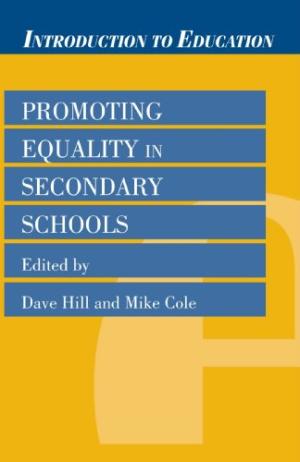 INTRODUCTION TO EDUCATION
PROMOTING
EQUALITY IN
SECONDARY
SCHOOLS
Edited by
Dave Hill and Mike Cole